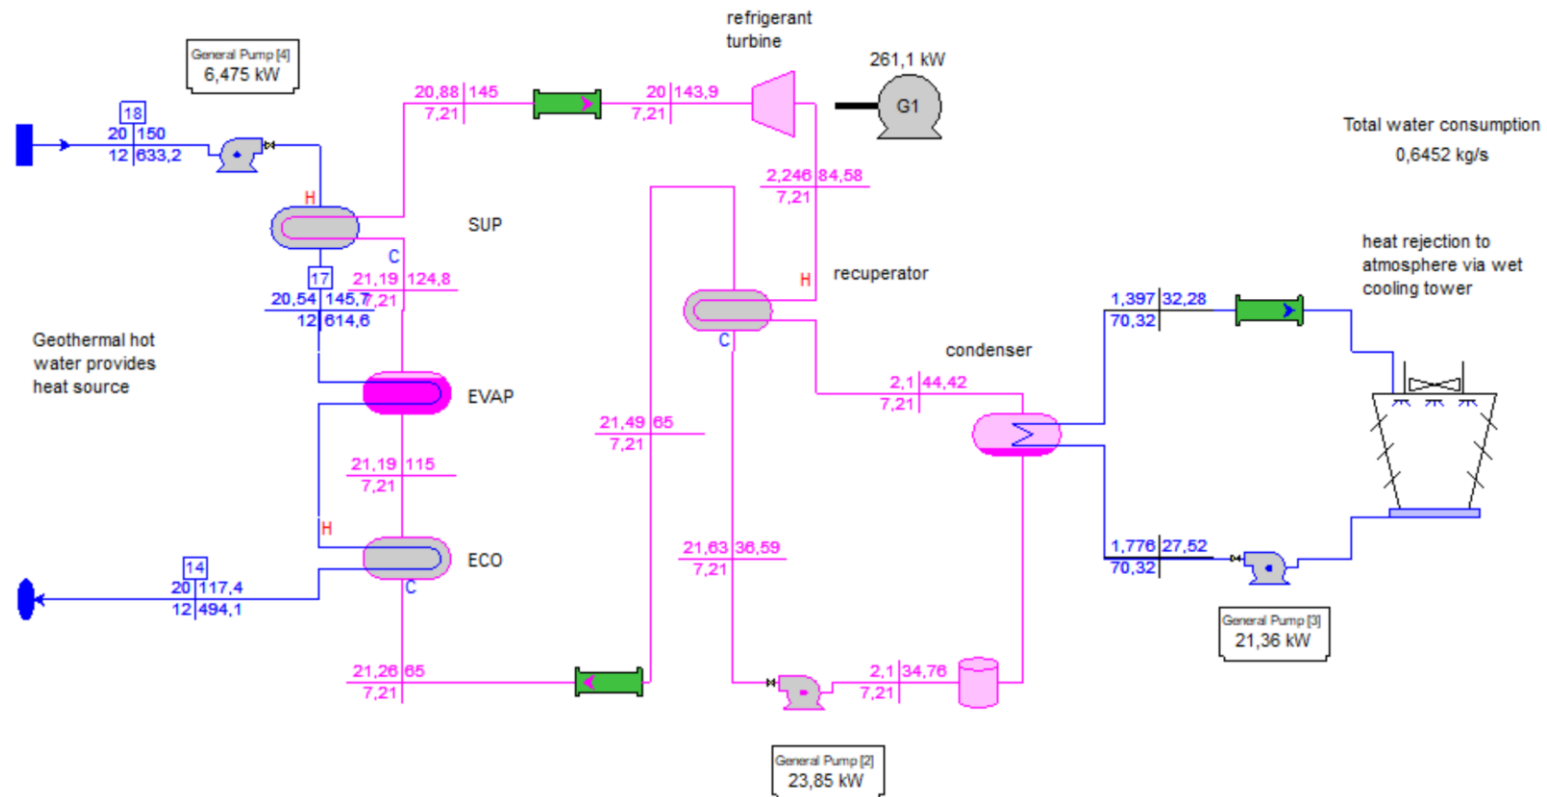 refrigerant
turbine
General Pump [4]
6,475 kW
261,1 kW
G1
20,88 145
7,21
20 143,9
7,21
18
20 150
12 633,2
Total water consumption
0,6452 kg/s
2,246 84,58
7,21
H
SUP
C
heat rejection to
atmosphere via wet
cooling tower
17
21,19 124,8
7,21
20,54 145,7
12 614,6
H
recuperator
C
1,397 32,28
70,32
Geothermal hot
water provides
heat source
condenser
2,1 44,42
7,21
EVAP
21,49 65
7,21
21,19 115
7,21
H
ECO
C
21,63 36,59
7,21
1,776 27,52
70,32
14
20 117,4
12 494,1
General Pump [3]
21,36 kW
21,26 65
7,21
2,1 34,76
7,21
General Pump [2]
23,85 kW